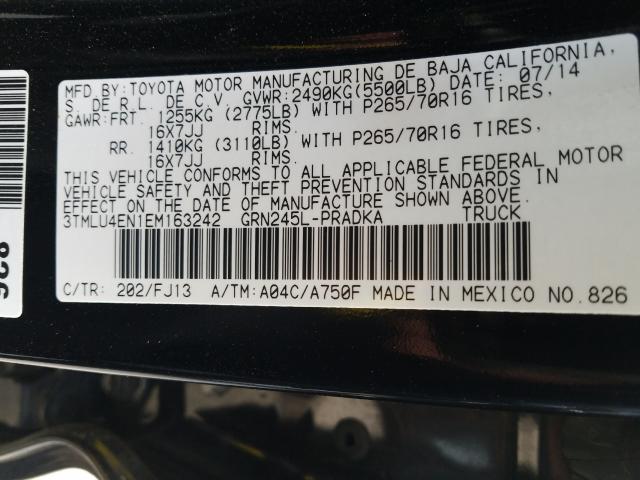 MFD. BY: TOYOTA MOTOR MANUFACTURING DE BAJA CALIFORNIA,
S. DE R.L. DE C.V. GVWR:2490KG(5500LB) DATE: 07/14
GAWR:FRT. 1255KG (2775LB) WITH P265/70R16 TIRES,
16X7JJ RIMS.
RR. 1410KG (3110LB) WITH P265/70R16 TIRES,
16X7JJ RIMS.
THIS VEHICLE CONFORMS TO ALL APPLICABLE FEDERAL MOTOR
VEHICLE SAFETY AND THEFT PREVENTION STANDARDS IN
EFFECT ON THE DATE OF MANUFACTURE SHOWN ABOVE.
3TMLU4EN1EM163242 GRN245L-PRADKA TRUCK
C/TR: 202/FJ13 A/TM:A04C/A750F MADE IN MEXICO NO.826
826